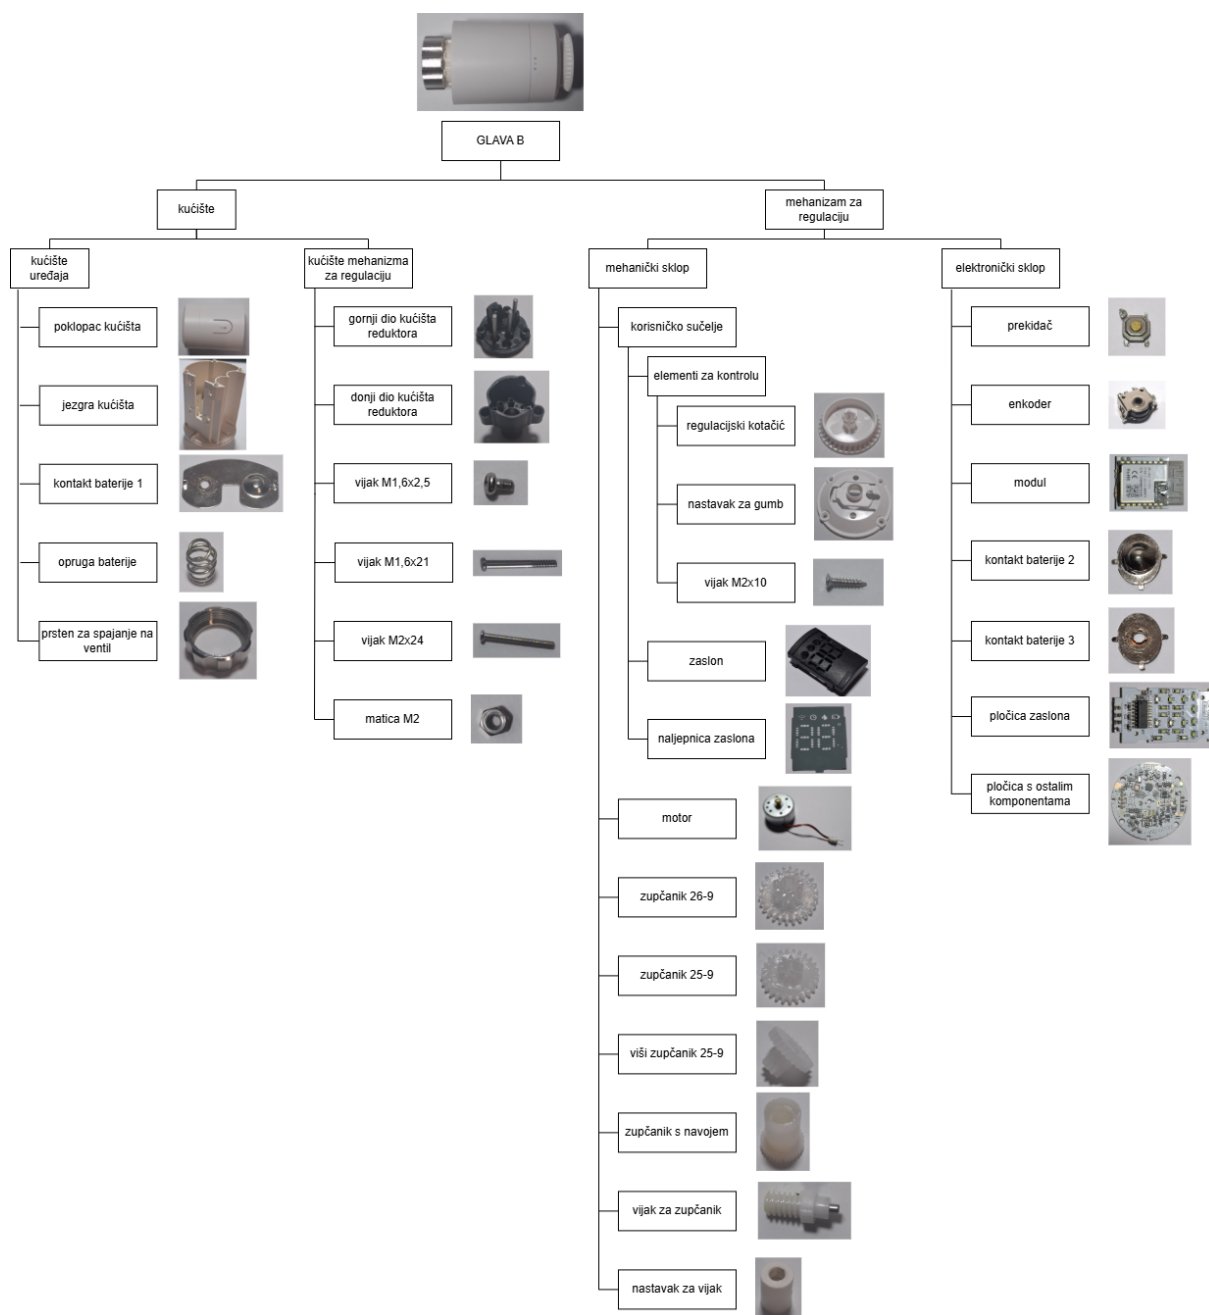 GLAVA B
kućište
mehanizam za
regulaciju
kućište
uređaja
kućište mehanizma
za regulaciju
mehanički sklop
elektronički sklop
poklopac kućišta
jezgra kućišta
kontakt baterije 1
opruga baterije
prsten za spajanje na
ventil
gornji dio kućišta
reduktora
donji dio kućišta
reduktora
vijak M1,6x2,5
vijak M1,6x21
vijak M2x24
matica M2
korisničko sučelje
elementi za kontrolu
regulacijski kotačić
nastavak za gumb
vijak M2x10
zaslon
naljepnica zaslona
motor
zupčanik 26-9
zupčanik 25-9
viši zupčanik 25-9
zupčanik s navojem
vijak za zupčanik
nastavak za vijak
prekidač
enkoder
modul
kontakt baterije 2
kontakt baterije 3
pločica zaslona
pločica s ostalim
komponentama